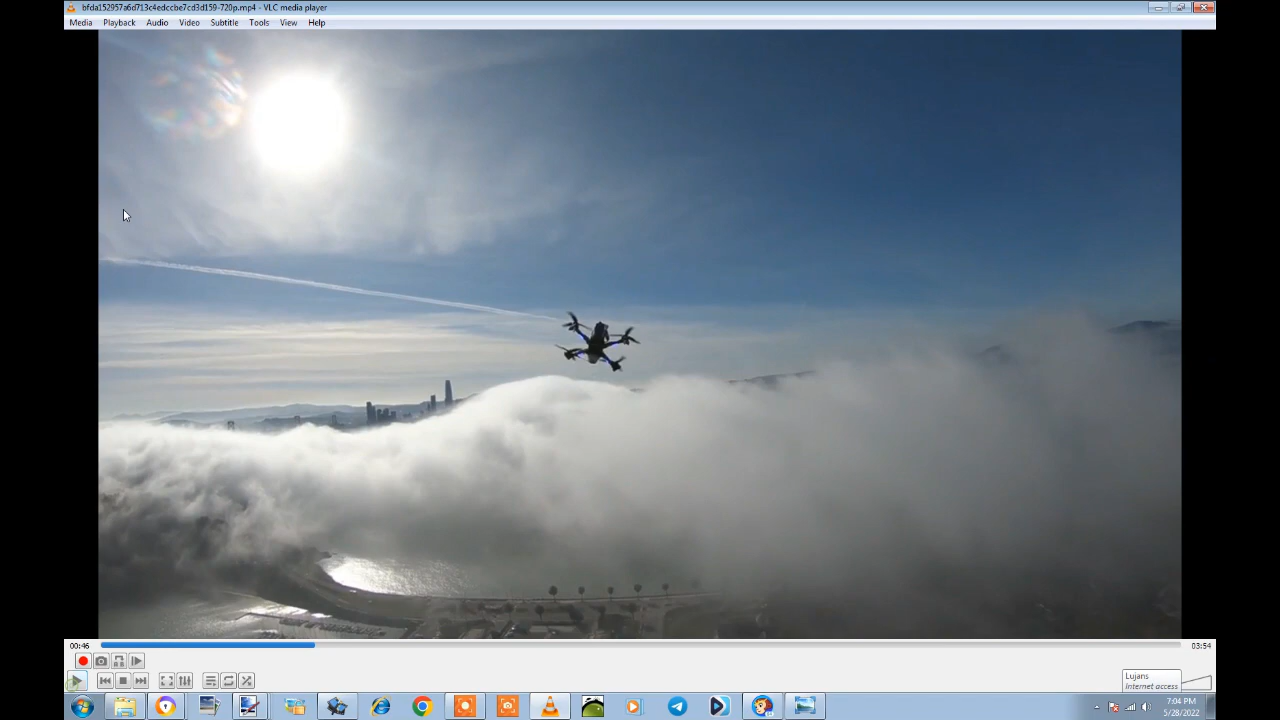 bfda152957a6d713c4edccbe7cd3d159-720p.mp4 - VLC media player
Media Playback Audio Video Subtitle Tools View Help
00:46
03:54
Lujans
Internet access
7:04 PM
5/28/2022